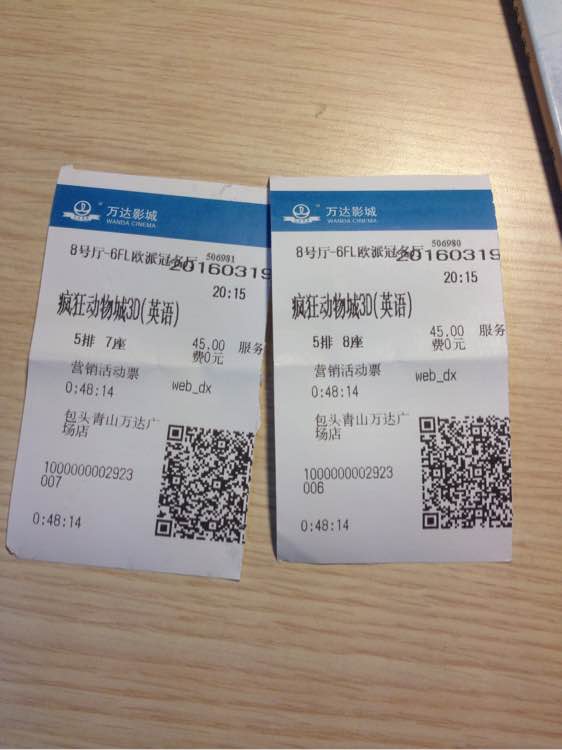 万达影城
WANDA CINEMA
506981
8号厅-6FL欧派冠名厅
20160319
20:15
疯狂动物城3D(英语)
5排 7座
45.00 服务
费0元
营销活动票
web_dx
0:48:14
包头青山万达广
场店
1000000002923
007
0:48:14
万达影城
WANDA CINEMA
506980
8号厅-6FL欧派冠名厅
20160319
20:15
疯狂动物城3D(英语)
5排 8座
45.00 服务
费0元
营销活动票
web_dx
0:48:14
包头青山万达广
场店
1000000002923
006
0:48:14